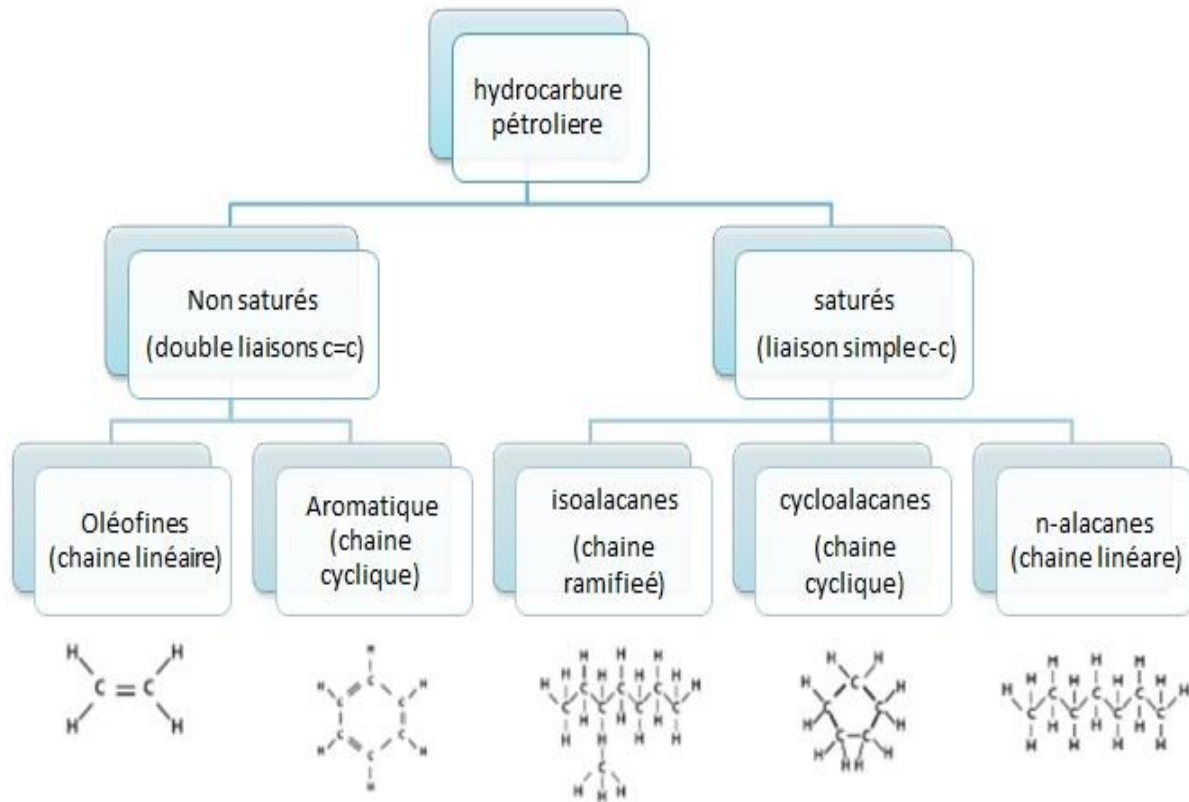 hydrocarbure
pétroliere
Non saturés
(double liaisons c=c)
saturés
(liaison simple c-c)
Oléofines
(chaine linéaire)
Aromatique
(chaine
cyclique)
isoalacanes
(chaine
ramifieé)
cycloalacanes
(chaine
cyclique)
n-alacanes
(chaine linéare)
H H
C = C
H H